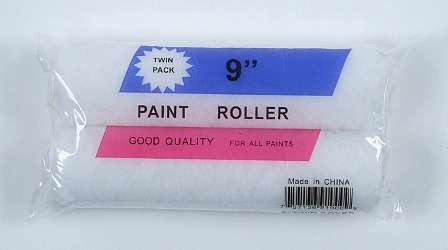 TWIN
PACK
9"
PAINT ROLLER
GOOD QUALITY FOR ALL PAINTS
Made in CHINA